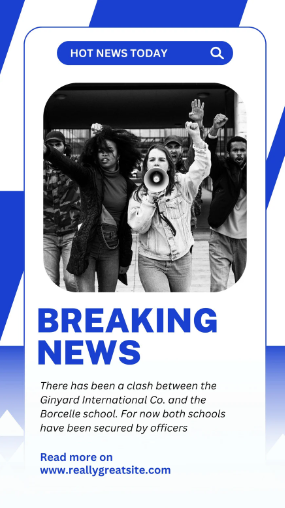 HOT NEWS TODAY
BREAKING
NEWS
There has been a clash between the
Ginyard International Co. and the
Borcelle school. For now both schools
have been secured by officers
Read more on
www.reallygreatsite.com